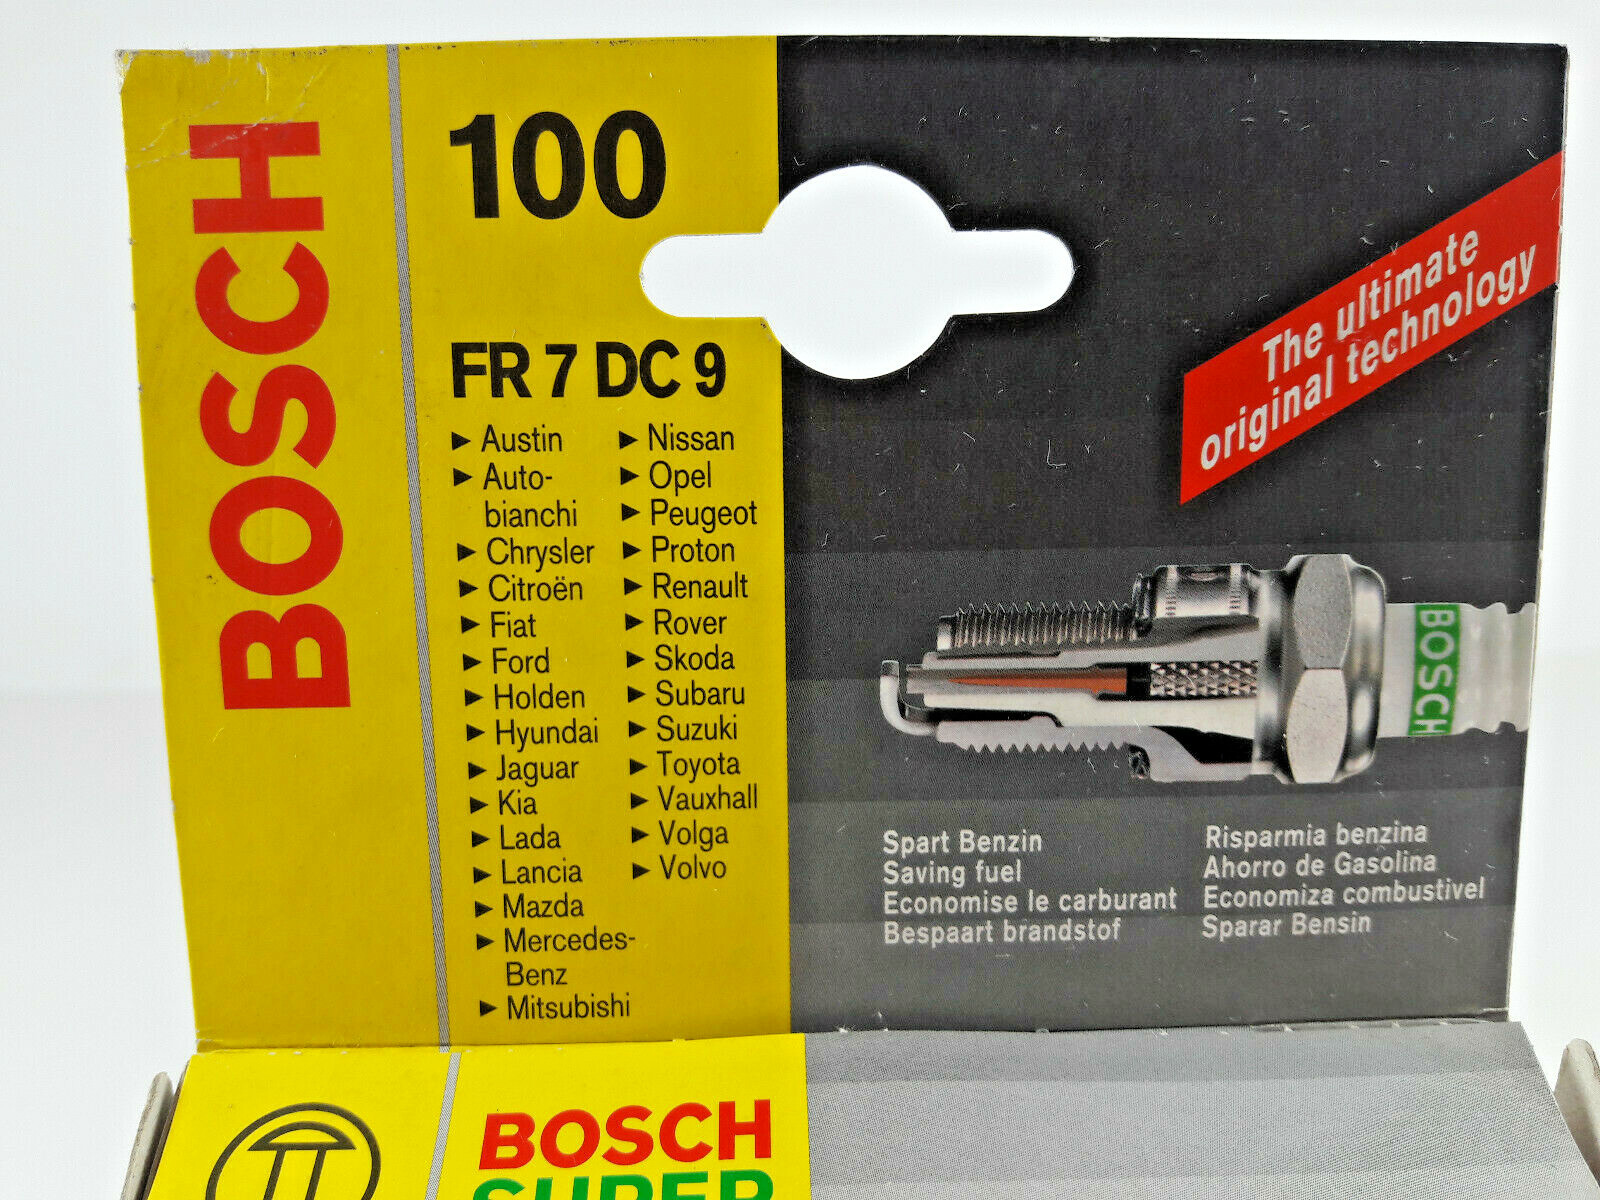 BOSCH
100
FR 7 DC 9
Austin
Auto-
bianchi
Chrysler
Citroën
Fiat
Ford
Holden
Hyundai
Jaguar
Kia
Lada
Lancia
Mazda
Mercedes-
Benz
Mitsubishi
Nissan
Opel
Peugeot
Proton
Renault
Rover
Skoda
Subaru
Suzuki
Toyota
Vauxhall
Volga
Volvo
The ultimate
original technology
BOSCH
Spart Benzin
Saving fuel
Economise le carburant
Bespaart brandstof
Risparmia benzina
Ahorro de Gasolina
Economiza combustivel
Sparar Bensin
BOSCH
SUPER